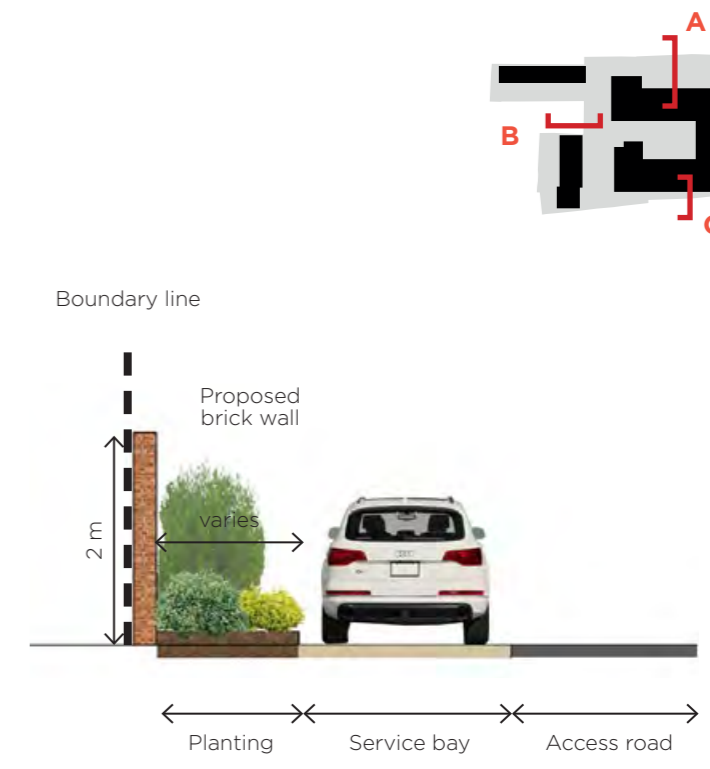 A
B
Boundary line
Proposed
brick wall
varies
2 m
Planting
Service bay
Access road